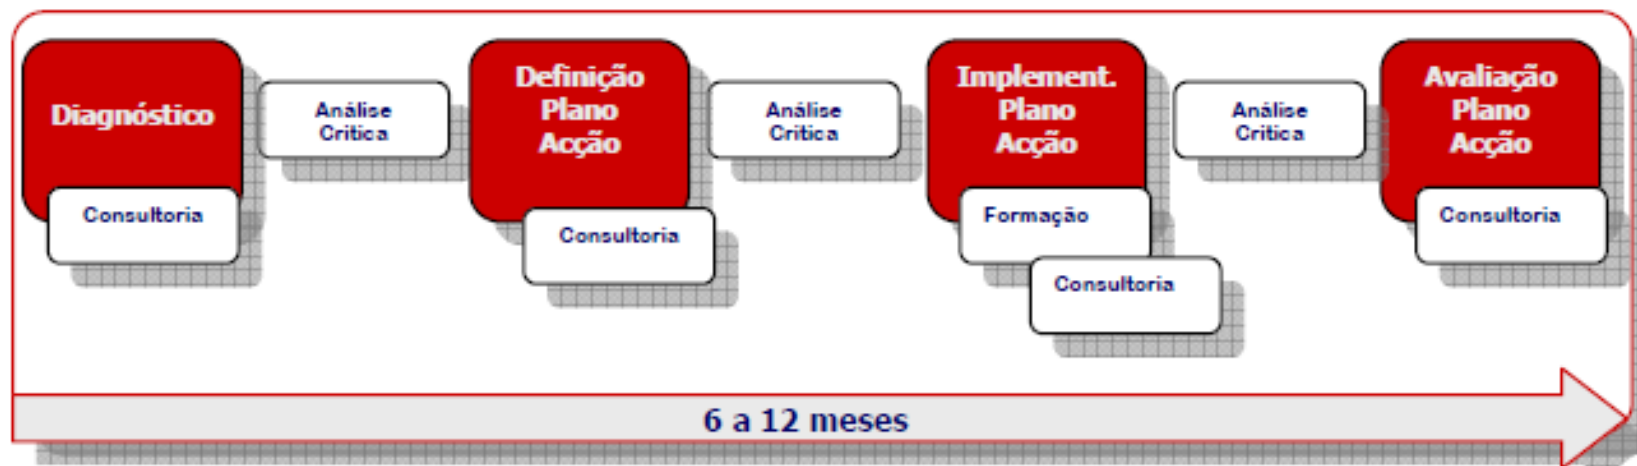 Diagnóstico
Consultoria
Análise
Critica
Definição
Plano
Acção
Consultoria
Análise
Critica
Implement.
Plano
Acção
Formação
Consultoria
Análise
Critica
Avaliação
Plano
Acção
Consultoria
6 a 12 meses